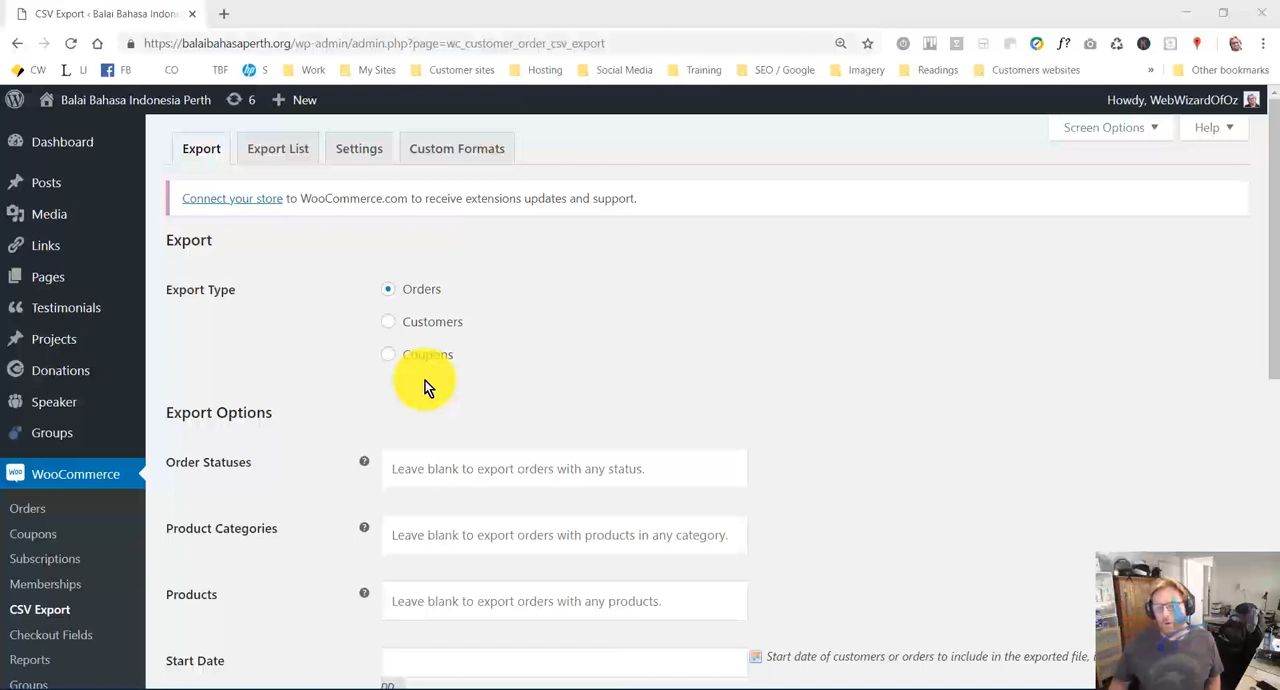 CSV Export ‹ Balai Bahasa Indone
https://balaibahasaperth.org/wp-admin/admin.php?page=wc_customer_order_csv_export
f?
CW LI FB CO TBF S Work My Sites Customer sites Hosting Social Media Training SEO / Google Imagery Readings Customers websites » Other bookmarks
Balai Bahasa Indonesia Perth 6 New Howdy, WebWizardOfOz
Screen Options Help
Export Export List Settings Custom Formats
Connect your store to WooCommerce.com to receive extensions updates and support.
Dashboard
Posts
Media
Links
Pages
Testimonials
Projects
Donations
Speaker
Groups
WooCommerce
Orders
Coupons
Subscriptions
Memberships
CSV Export
Checkout Fields
Reports
Groups
Export
Export Type
Orders
Customers
Coupons
Export Options
Order Statuses
Leave blank to export orders with any status.
Product Categories
Leave blank to export orders with products in any category.
Products
Leave blank to export orders with any products.
Start Date
Start date of customers or orders to include in the exported file, i